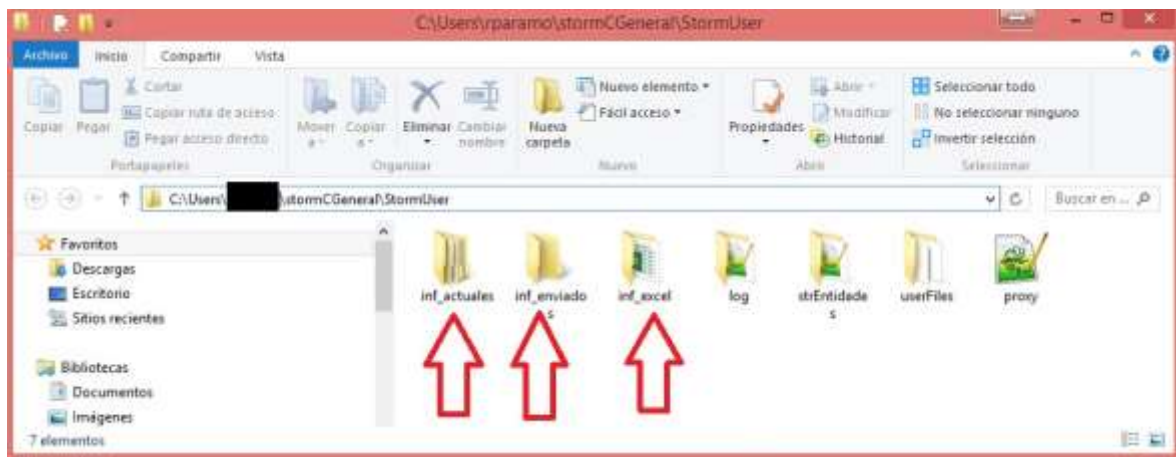 C:\Users\rparamo\stormCGeneral\StormUser
Archivo Inicio Compartir Vista
Copiar Pegar
Cortar
Copiar ruta de acceso
Pegar acceso directo
Mover a
Copiar a
Eliminar
Cambiar nombre
Nueva carpeta
Nuevo elemento
Fácil acceso
Propiedades
Abrir
Modificar
Historial
Seleccionar todo
No seleccionar ninguno
Invertir selección
Portapapeles Organizar Nuevo Abrir Seleccionar
C:\Users\ \stormCGeneral\StormUser
Buscar en ...
Favoritos
Descargas
Escritorio
Sitios recientes
Bibliotecas
Documentos
Imágenes
inf_actuales
inf_enviado
s
inf_excel
log
strEntidade
s
userFiles
proxy
7 elementos